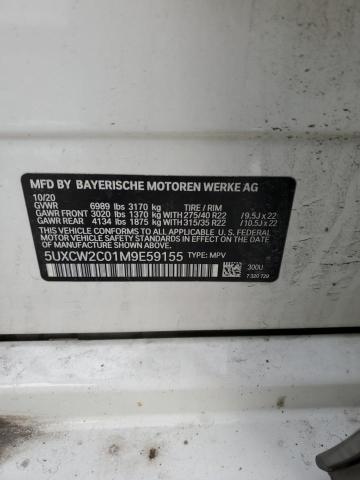 MFD BY BAYERISCHE MOTOREN WERKE AG
10/20
GVWR 6989 lbs 3170 kg TIRE / RIM
GAWR FRONT 3020 lbs 1370 kg WITH 275/40 R22 / 9.5J x 22
GAWR REAR 4134 lbs 1875 kg WITH 315/35 R22 / 10.5J x 22
THIS VEHICLE CONFORMS TO ALL APPLICABLE U. S. FEDERAL
MOTOR VEHICLE SAFETY STANDARDS IN EFFECT ON THE
DATE OF MANUFACTURE SHOWN ABOVE.
5UXCW2C01M9E59155 TYPE: MPV
300U
7 320 729